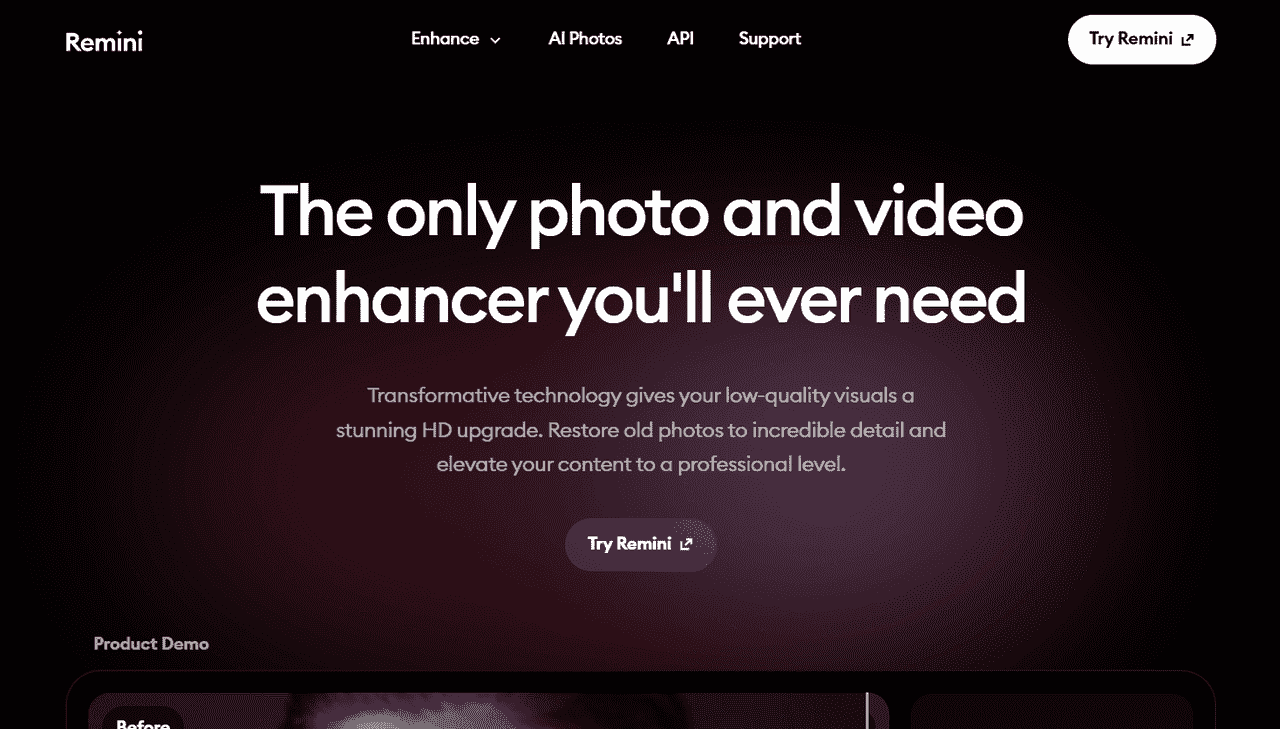 Remini
Enhance
AI Photos
API
Support
Try Remini
The only photo and video
enhancer you'll ever need
Transformative technology gives your low-quality visuals a
stunning HD upgrade. Restore old photos to incredible detail and
elevate your content to a professional level.
Try Remini
Product Demo
Before